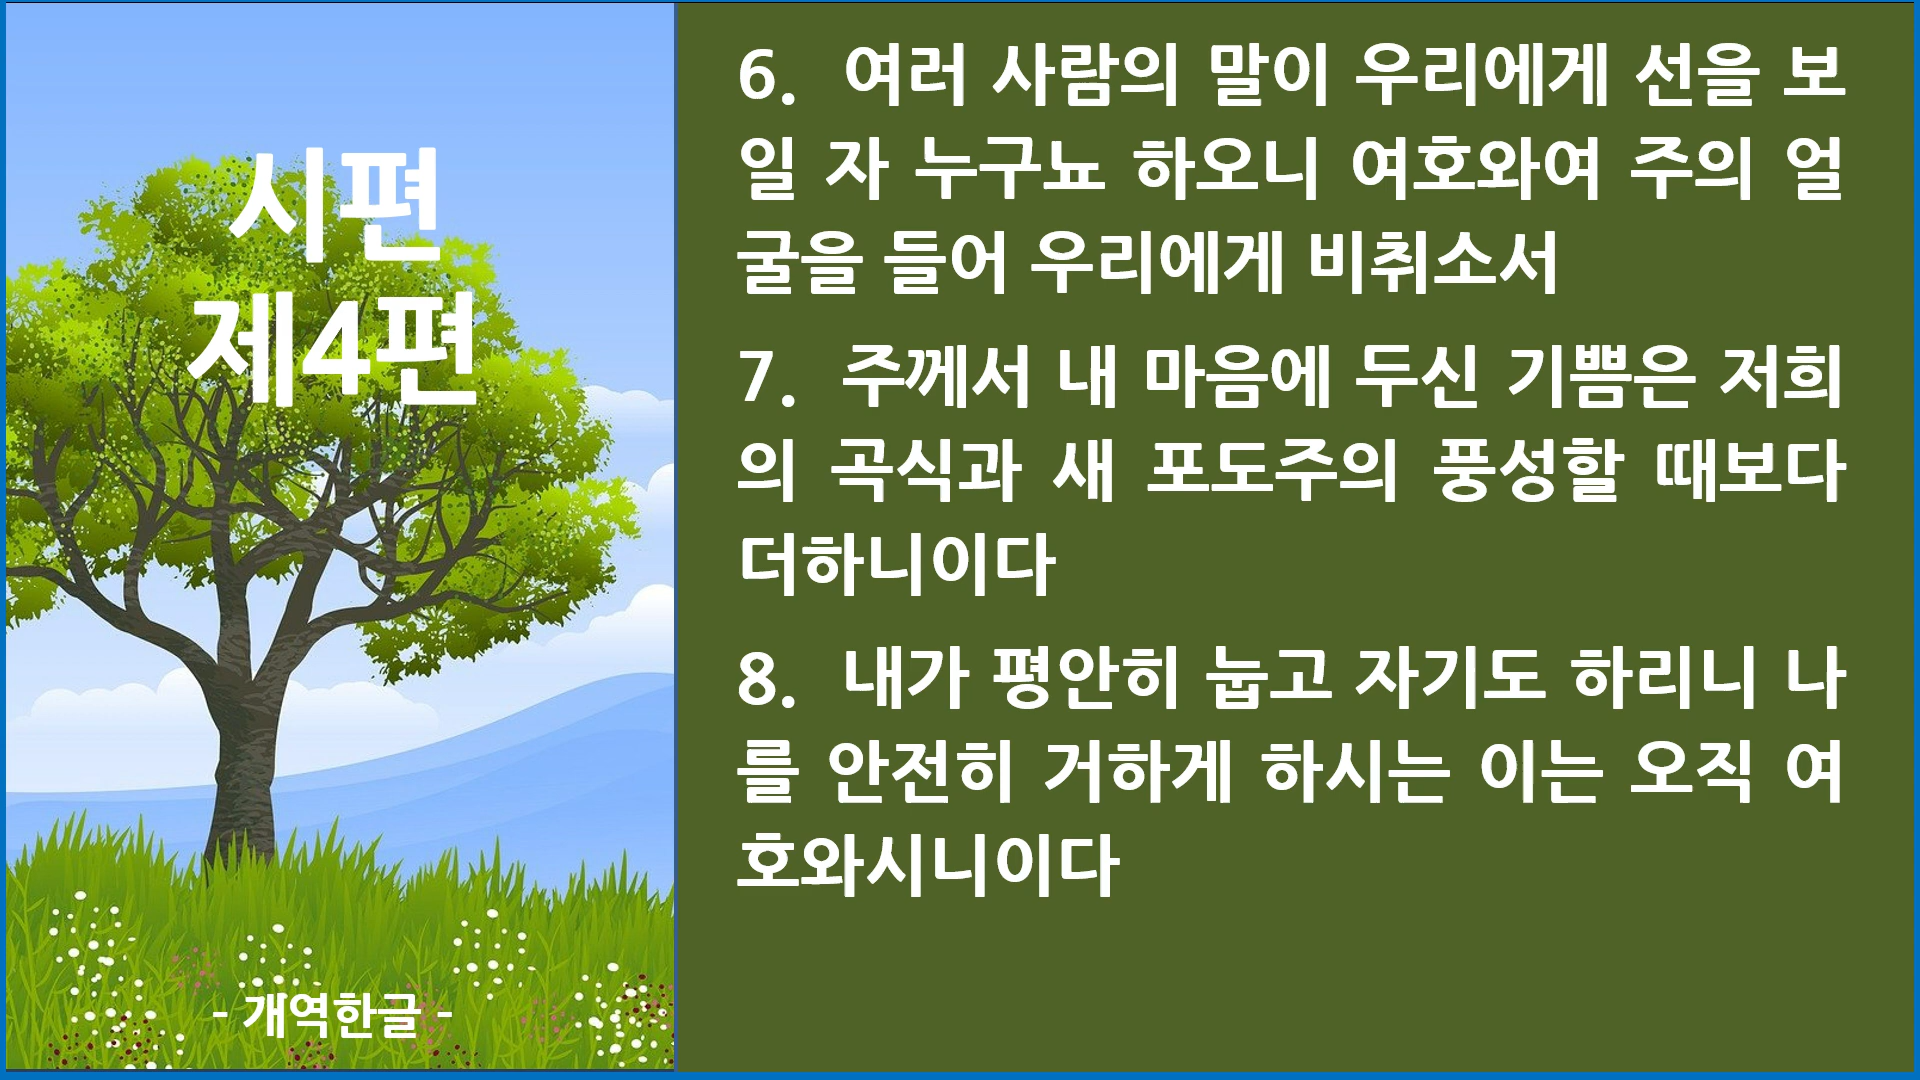 시편
제4편
- 개역한글 -
6. 여러 사람의 말이 우리에게 선을 보
일 자 누구뇨 하오니 여호와여 주의 얼
굴을 들어 우리에게 비취소서
7. 주께서 내 마음에 두신 기쁨은 저희
의 곡식과 새 포도주의 풍성할 때보다
더하니이다
8. 내가 평안히 눕고 자기도 하리니 나
를 안전히 거하게 하시는 이는 오직 여
호와시니이다